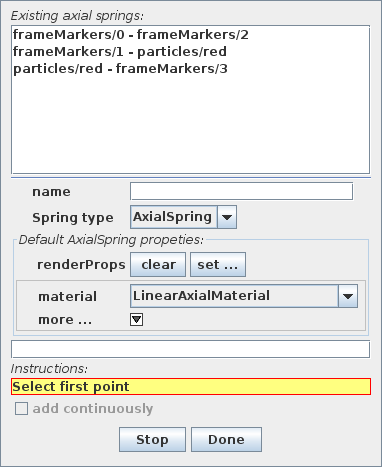 Existing axial springs:
frameMarkers/0 - frameMarkers/2
frameMarkers/1 - particles/red
particles/red - frameMarkers/3
name
Spring type AxialSpring
Default AxialSpring propeties:
renderProps clear set ...
material LinearAxialMaterial
more ...
Instructions:
Select first point
add continuously
Stop Done